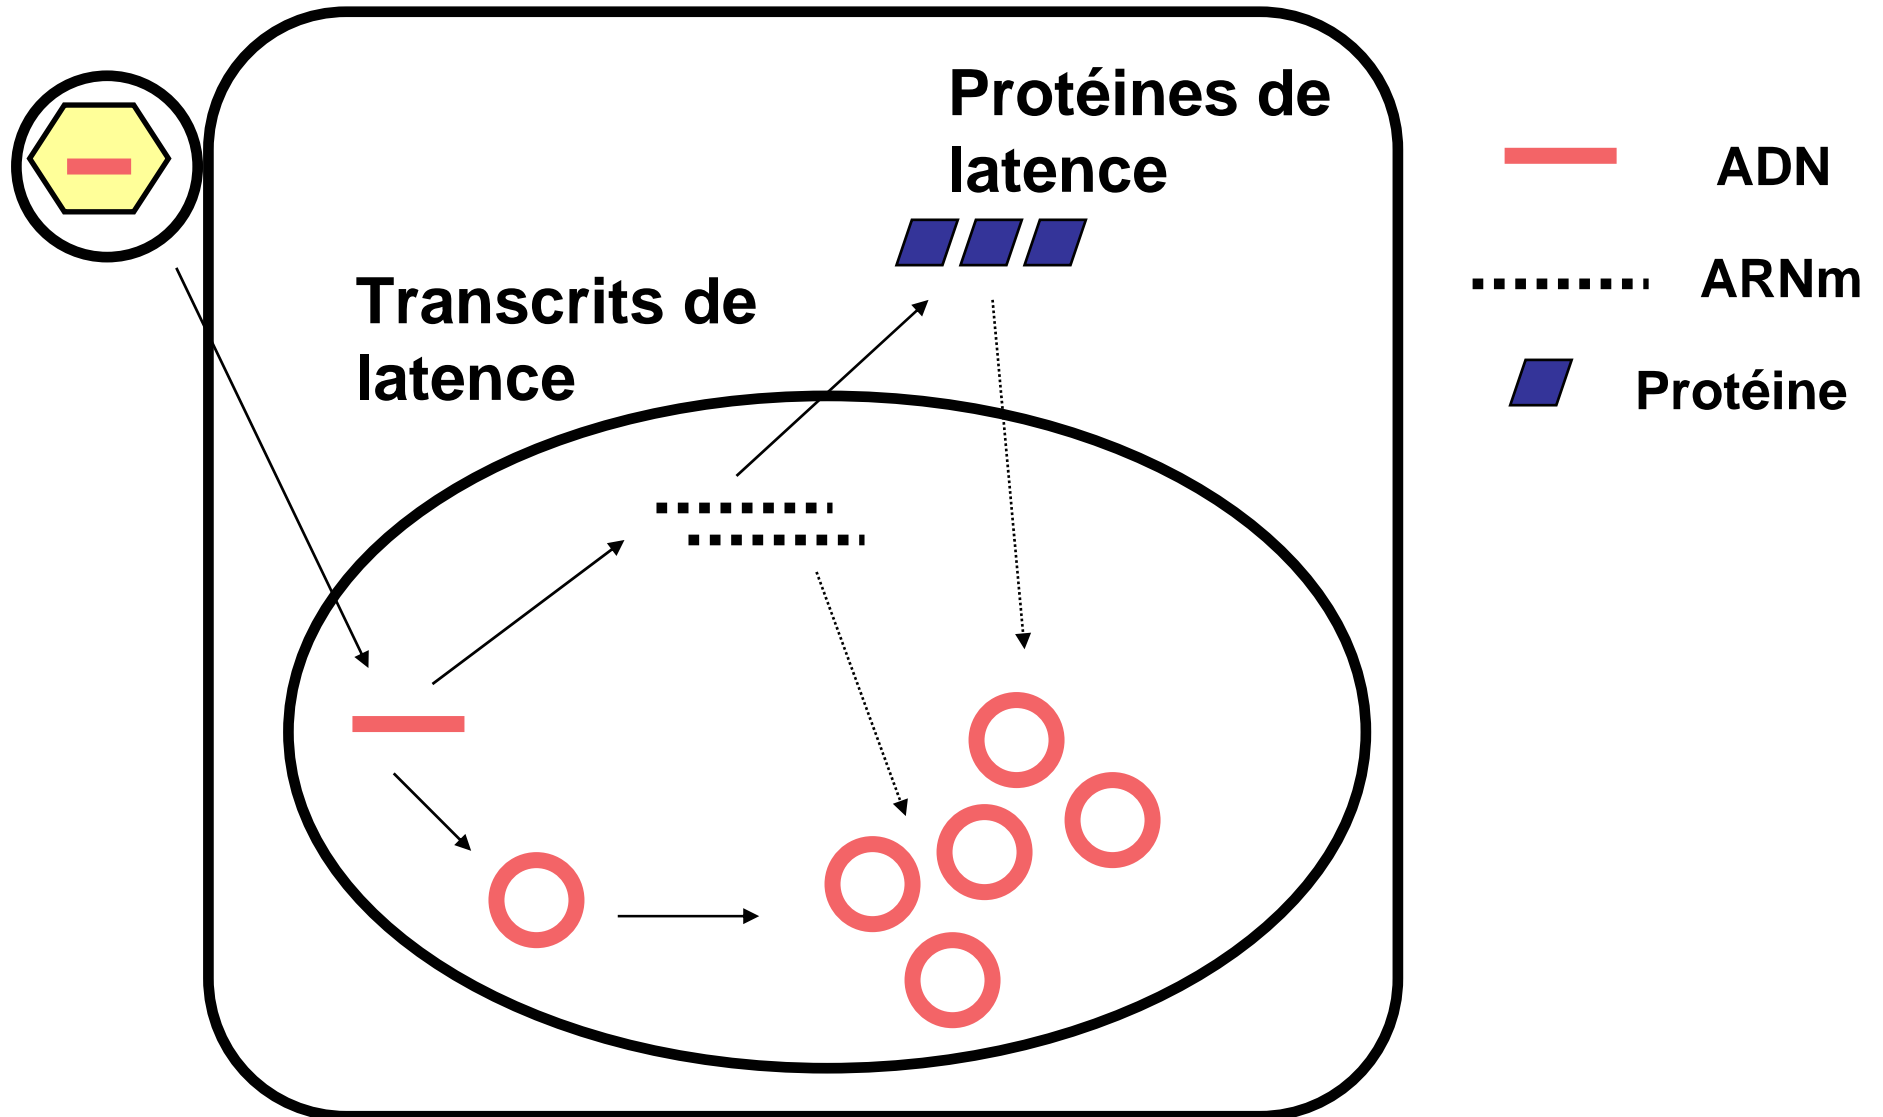 Protéines de
latence
Transcrits de
latence
ADN
ARNm
Protéine